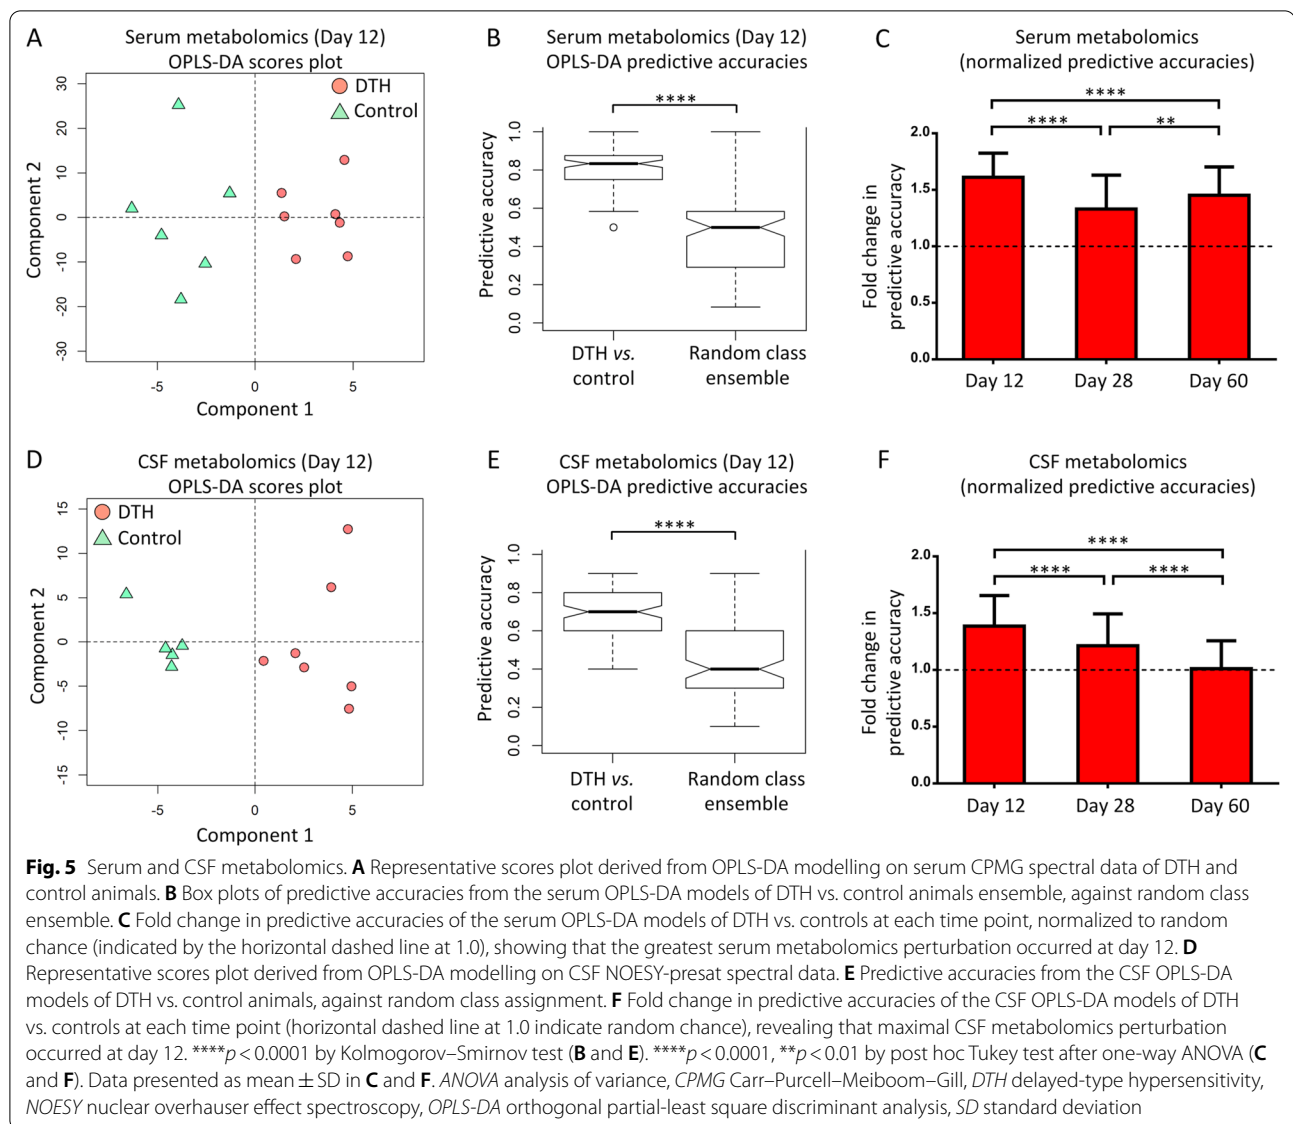 A
Serum metabolomics (Day 12)
OPLS-DA scores plot
DTH
Control
30
20
10
0
-10
-20
-30
Component 2
-5
0
5
Component 1
B
Serum metabolomics (Day 12)
OPLS-DA predictive accuracies
****
1.0
0.8
0.6
0.4
0.2
0.0
Predictive accuracy
DTH vs.
control
Random class
ensemble
C
Serum metabolomics
(normalized predictive accuracies)
****
****
**
2.0
1.5
1.0
0.5
0.0
Fold change in
predictive accuracy
Day 12
Day 28
Day 60
D
CSF metabolomics (Day 12)
OPLS-DA scores plot
DTH
Control
15
10
5
0
-5
-10
-15
Component 2
-5
0
5
Component 1
E
CSF metabolomics (Day 12)
OPLS-DA predictive accuracies
****
1.0
0.8
0.6
0.4
0.2
0.0
Predictive accuracy
DTH vs.
control
Random class
ensemble
F
CSF metabolomics
(normalized predictive accuracies)
****
****
****
2.0
1.5
1.0
0.5
0.0
Fold change in
predictive accuracy
Day 12
Day 28
Day 60
Fig. 5 Serum and CSF metabolomics. A Representative scores plot derived from OPLS-DA modelling on serum CPMG spectral data of DTH and
control animals. B Box plots of predictive accuracies from the serum OPLS-DA models of DTH vs. control animals ensemble, against random class
ensemble. C Fold change in predictive accuracies of the serum OPLS-DA models of DTH vs. controls at each time point, normalized to random
chance (indicated by the horizontal dashed line at 1.0), showing that the greatest serum metabolomics perturbation occurred at day 12. D
Representative scores plot derived from OPLS-DA modelling on CSF NOESY-presat spectral data. E Predictive accuracies from the CSF OPLS-DA
models of DTH vs. control animals, against random class assignment. F Fold change in predictive accuracies of the CSF OPLS-DA models of DTH
vs. controls at each time point (horizontal dashed line at 1.0 indicate random chance), revealing that maximal CSF metabolomics perturbation
occurred at day 12. ****p < 0.0001 by Kolmogorov–Smirnov test (B and E). ****p < 0.0001, **p < 0.01 by post hoc Tukey test after one-way ANOVA (C
and F). Data presented as mean ± SD in C and F. ANOVA analysis of variance, CPMG Carr–Purcell–Meiboom–Gill, DTH delayed-type hypersensitivity,
NOESY nuclear overhauser effect spectroscopy, OPLS-DA orthogonal partial-least square discriminant analysis, SD standard deviation